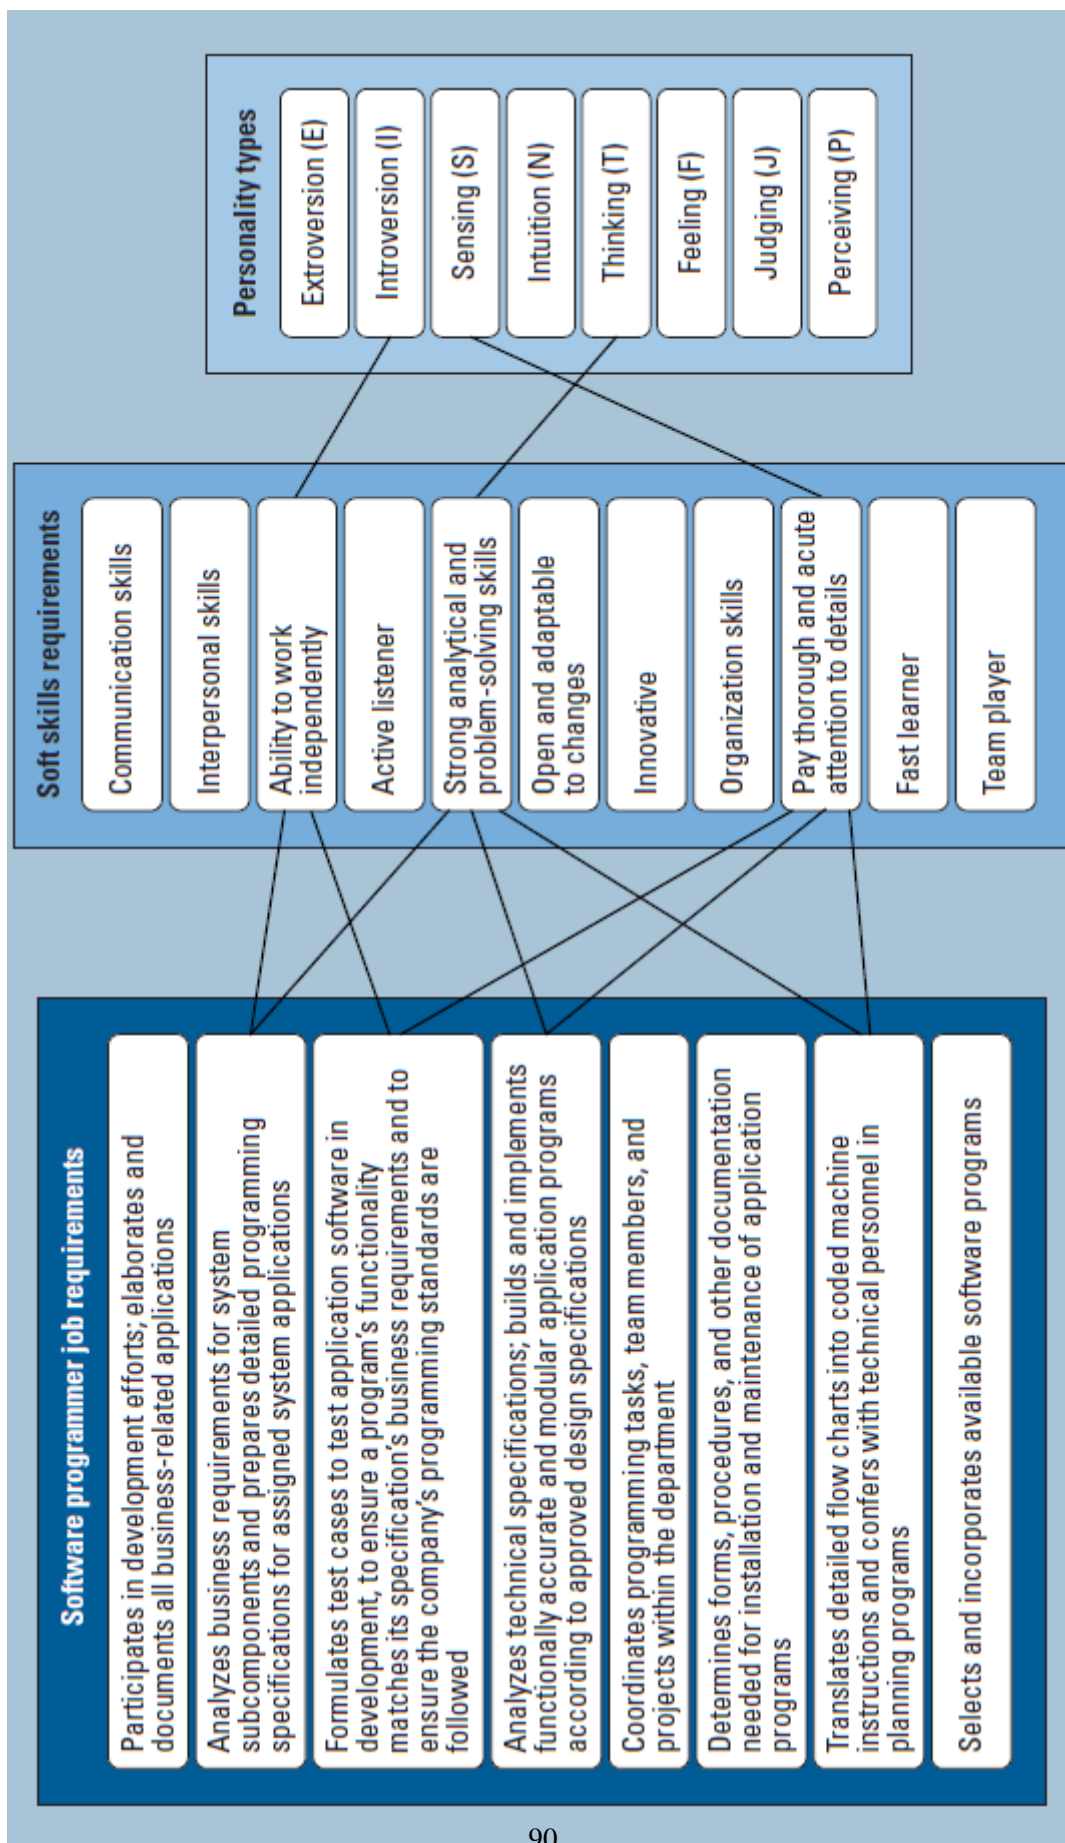 Software programmer job requirements
Participates in development efforts; elaborates and
documents all business-related applications
Analyzes business requirements for system
subcomponents and prepares detailed programming
specifications for assigned system applications
Formulates test cases to test application software in
development, to ensure a program's functionality
matches its specification's business requirements and to
ensure the company's programming standards are
followed
Analyzes technical specifications; builds and implements
functionally accurate and modular application programs
according to approved design specifications
Coordinates programming tasks, team members, and
projects within the department
Determines forms, procedures, and other documentation
needed for installation and maintenance of application
programs
Translates detailed flow charts into coded machine
instructions and confers with technical personnel in
planning programs
Selects and incorporates available software programs
Soft skills requirements
Communication skills
Interpersonal skills
Ability to work
independently
Active listener
Strong analytical and
problem-solving skills
Open and adaptable
to changes
Innovative
Organization skills
Pay thorough and acute
attention to details
Fast learner
Team player
Personality types
Extroversion (E)
Introversion (I)
Sensing (S)
Intuition (N)
Thinking (T)
Feeling (F)
Judging (J)
Perceiving (P)
90